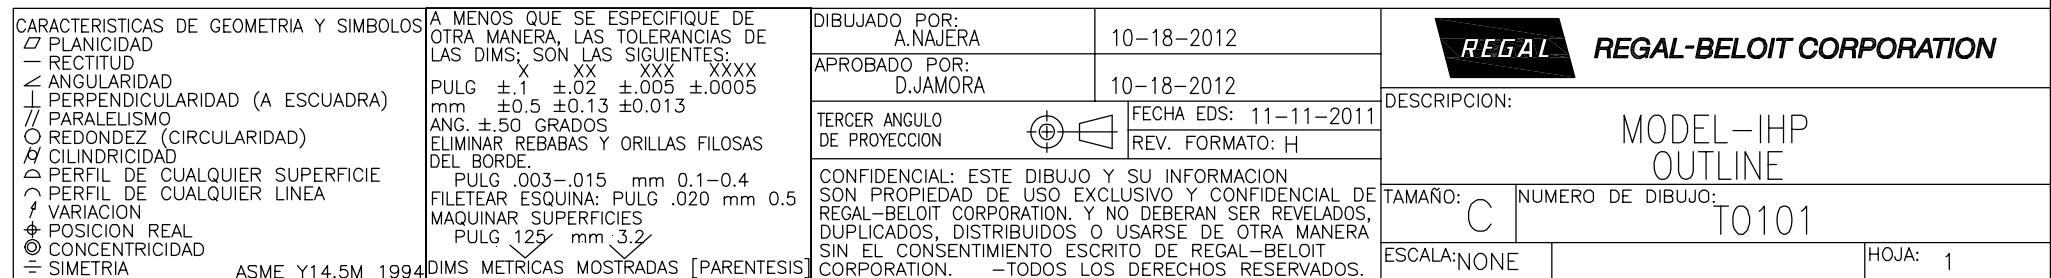 CARACTERISTICAS DE GEOMETRIA Y SIMBOLOS
PLANICIDAD
RECTITUD
ANGULARIDAD
PERPENDICULARIDAD (A ESCUADRA)
PARALELISMO
REDONDEZ (CIRCULARIDAD)
CILINDRICIDAD
PERFIL DE CUALQUIER SUPERFICIE
PERFIL DE CUALQUIER LINEA
VARIACION
POSICION REAL
CONCENTRICIDAD
SIMETRIA
ASME Y14.5M 1994
A MENOS QUE SE ESPECIFIQUE DE
OTRA MANERA, LAS TOLERANCIAS DE
LAS DIMS; SON LAS SIGUIENTES:
X XX XXX XXXX
PULG ±.1 ±.02 ±.005 ±.0005
mm ±0.5 ±0.13 ±0.013
ANG. ±.50 GRADOS
ELIMINAR REBABAS Y ORILLAS FILOSAS
DEL BORDE.
PULG .003-.015 mm 0.1-0.4
FILETEAR ESQUINA: PULG .020 mm 0.5
MAQUINAR SUPERFICIES
PULG 125 mm 3.2
DIMS METRICAS MOSTRADAS [PARENTESIS]
DIBUJADO POR:
A.NAJERA 10-18-2012
APROBADO POR:
D.JAMORA 10-18-2012
TERCER ANGULO
DE PROYECCION
FECHA EDS: 11-11-2011
REV. FORMATO: H
CONFIDENCIAL: ESTE DIBUJO Y SU INFORMACION
SON PROPIEDAD DE USO EXCLUSIVO Y CONFIDENCIAL DE
REGAL-BELOIT CORPORATION. Y NO DEBERAN SER REVELADOS,
DUPLICADOS, DISTRIBUIDOS O USARSE DE OTRA MANERA
SIN EL CONSENTIMIENTO ESCRITO DE REGAL-BELOIT
CORPORATION. -TODOS LOS DERECHOS RESERVADOS.
REGAL REGAL-BELOIT CORPORATION
DESCRIPCION:
MODEL-IHP
OUTLINE
TAMAÑO: C
NUMERO DE DIBUJO:
TO101
ESCALA: NONE
HOJA: 1